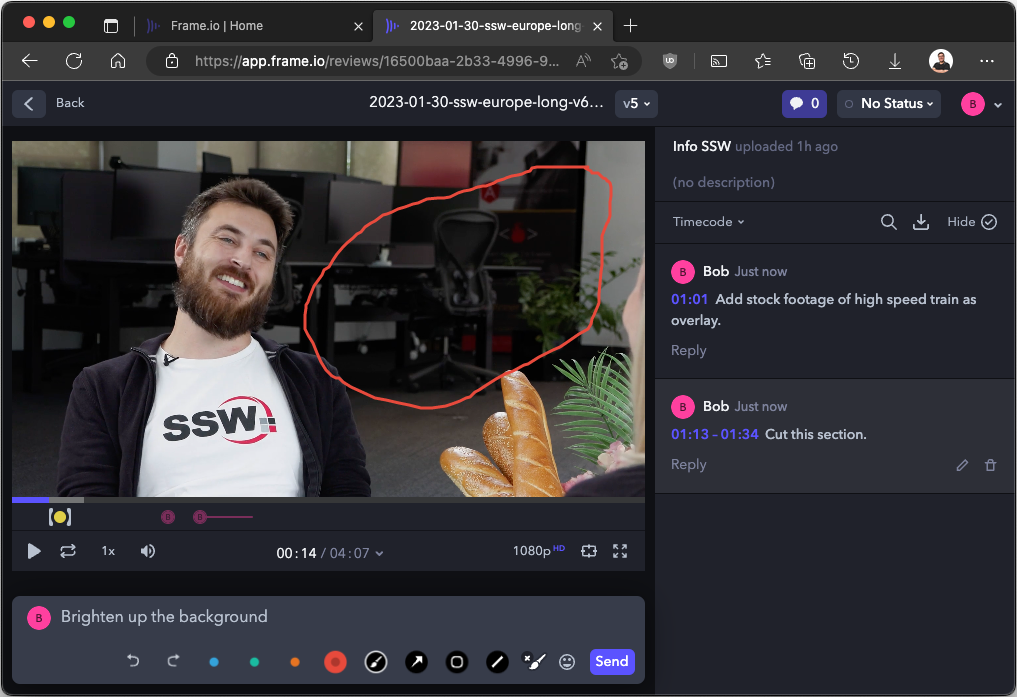 Frame.io | Home
2023-01-30-ssw-europe-long-
https://app.frame.io/reviews/16500baa-2b33-4996-9...
Back
2023-01-30-ssw-europe-long-v6...
v5
0
No Status
B
Info SSW uploaded 1h ago
(no description)
Timecode
Hide
B
Bob Just now
01:01 Add stock footage of high speed train as
overlay.
Reply
B
Bob Just now
01:13 - 01:34 Cut this section.
Reply
SSW
1x
00:14 / 04:07
1080p HD
B
Brighten up the background
Send